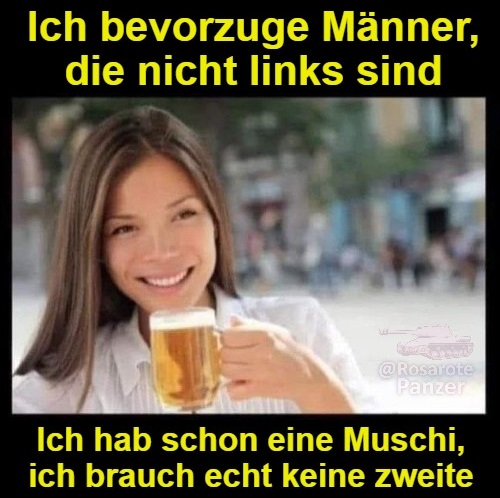 Ich bevorzuge Männer,
die nicht links sind
@Rosarote
Panzer
Ich hab schon eine Muschi,
ich brauch echt keine zweite